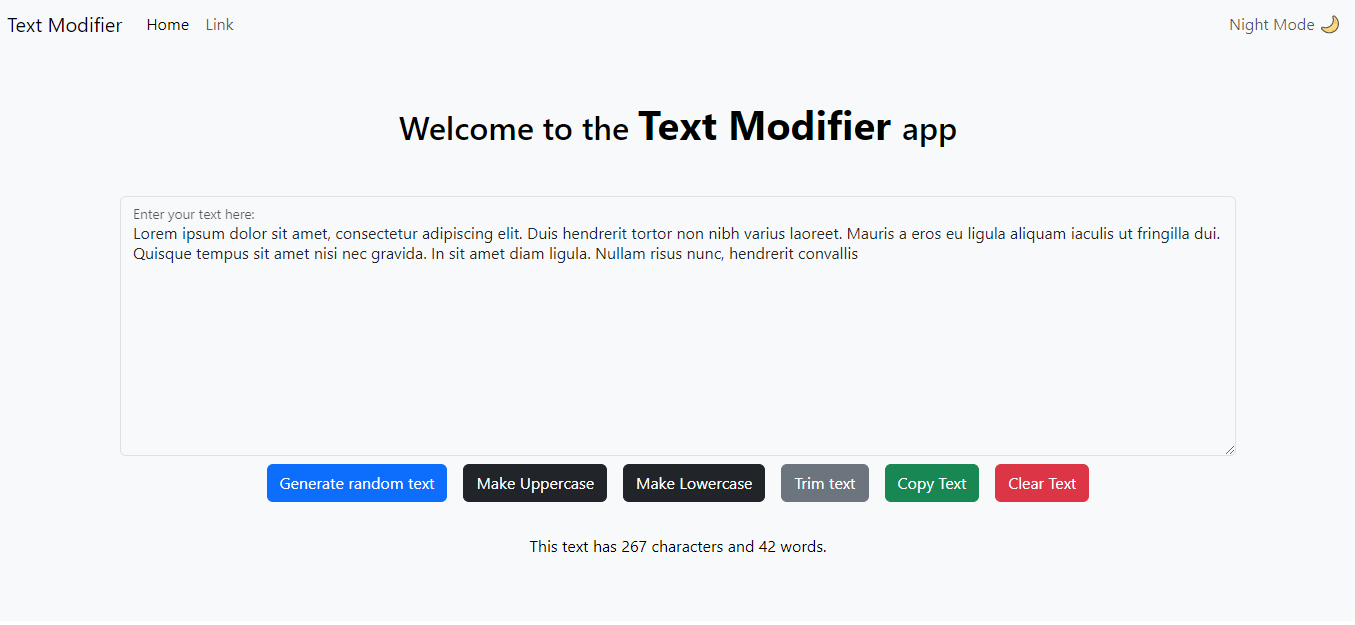 Text Modifier Home Link Night Mode 🌙
Welcome to the Text Modifier app
Enter your text here:
Lorem ipsum dolor sit amet, consectetur adipiscing elit. Duis hendrerit tortor non nibh varius laoreet. Mauris a eros eu ligula aliquam iaculis ut fringilla dui.
Quisque tempus sit amet nisi nec gravida. In sit amet diam ligula. Nullam risus nunc, hendrerit convallis
Generate random text Make Uppercase Make Lowercase Trim text Copy Text Clear Text
This text has 267 characters and 42 words.